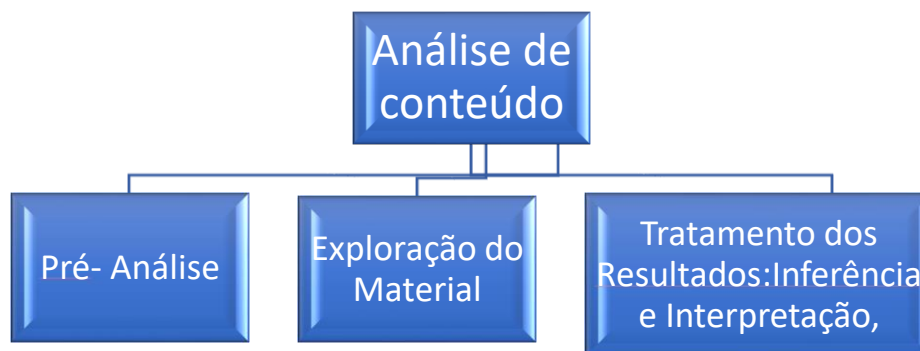 Análise de
conteúdo
Pré- Análise
Exploração do
Material
Tratamento dos
Resultados:Inferência
e Interpretação,